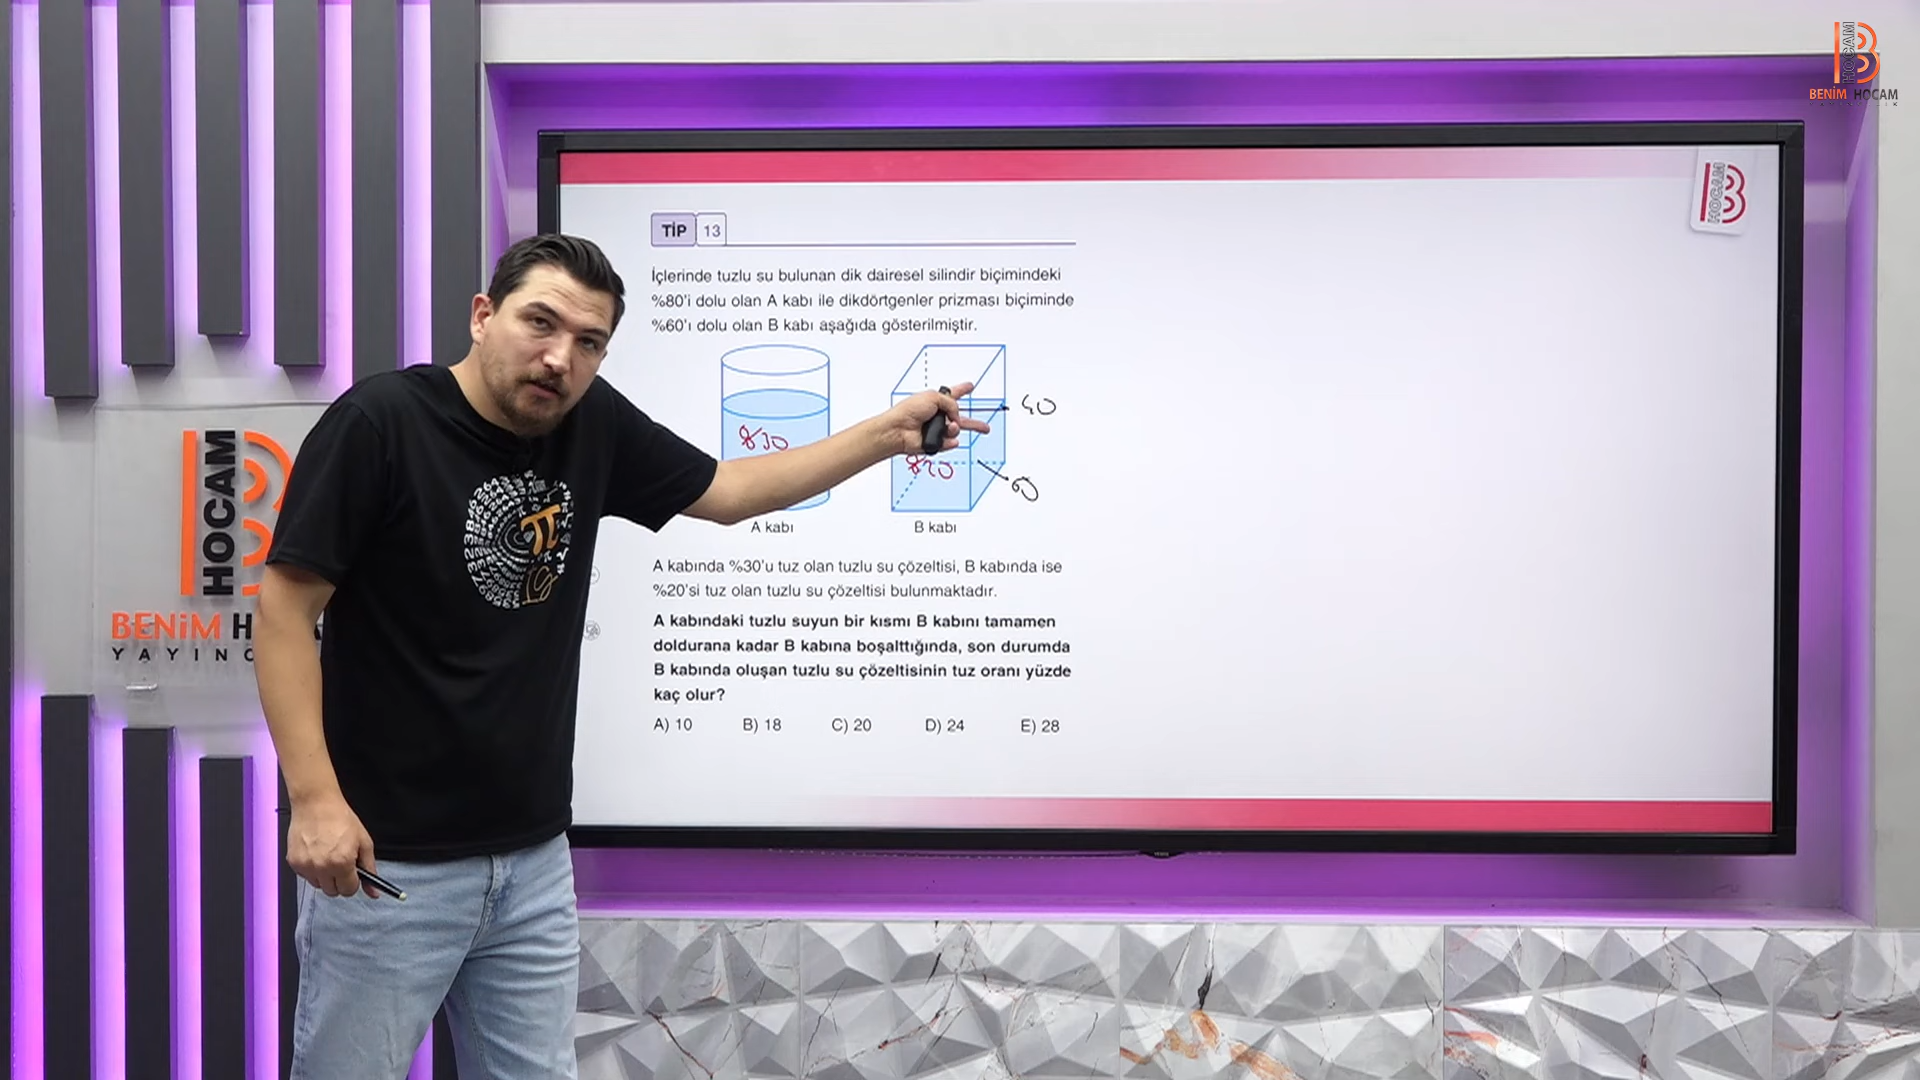 HOCAM
BENİM HOCAM
HOCAM
TİP 13
İçlerinde tuzlu su bulunan dik dairesel silindir biçimindeki
%80'i dolu olan A kabı ile dikdörtgenler prizması biçiminde
%60'ı dolu olan B kabı aşağıda gösterilmiştir.
%30
%20
40
60
A kabı
B kabı
A kabında %30'u tuz olan tuzlu su çözeltisi, B kabında ise
%20'si tuz olan tuzlu su çözeltisi bulunmaktadır.
A kabındaki tuzlu suyun bir kısmı B kabını tamamen
doldurana kadar B kabına boşalttığında, son durumda
B kabında oluşan tuzlu su çözeltisinin tuz oranı yüzde
kaç olur?
A) 10 B) 18 C) 20 D) 24 E) 28
HOCAM
BENİM H
YAYINC
π